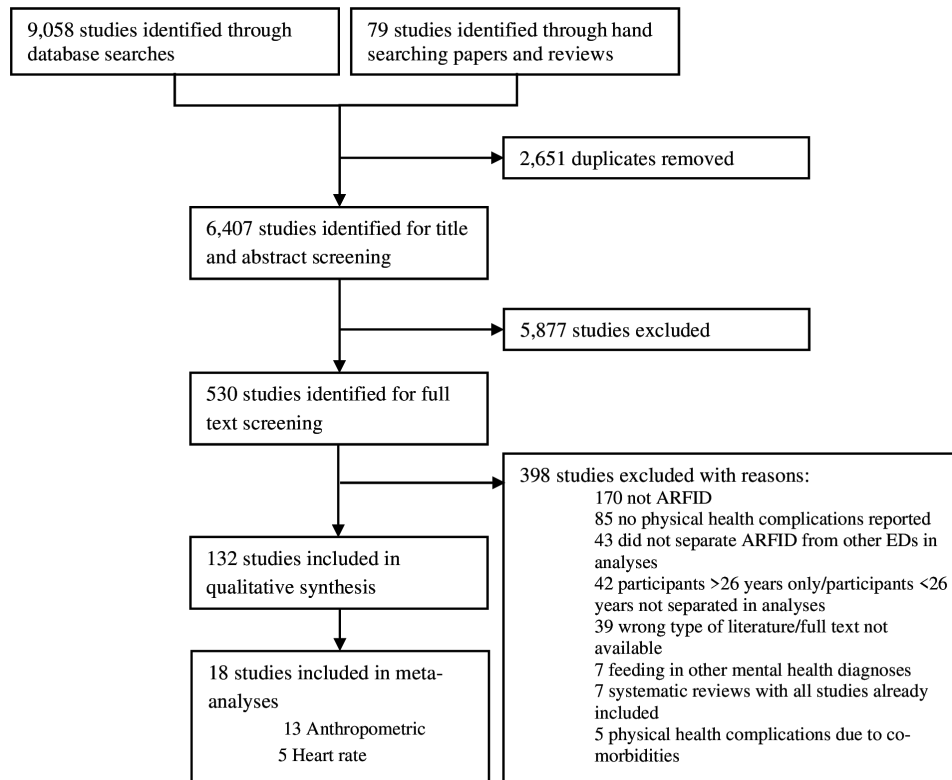 9,058 studies identified through
database searches
79 studies identified through hand
searching papers and reviews
2,651 duplicates removed
6,407 studies identified for title
and abstract screening
5,877 studies excluded
530 studies identified for full
text screening
398 studies excluded with reasons:
170 not ARFID
85 no physical health complications reported
43 did not separate ARFID from other EDs in
analyses
42 participants >26 years only/participants <26
years not separated in analyses
39 wrong type of literature/full text not
available
7 feeding in other mental health diagnoses
7 systematic reviews with all studies already
included
5 physical health complications due to co-
morbidities
132 studies included in
qualitative synthesis
18 studies included in meta-
analyses
13 Anthropometric
5 Heart rate